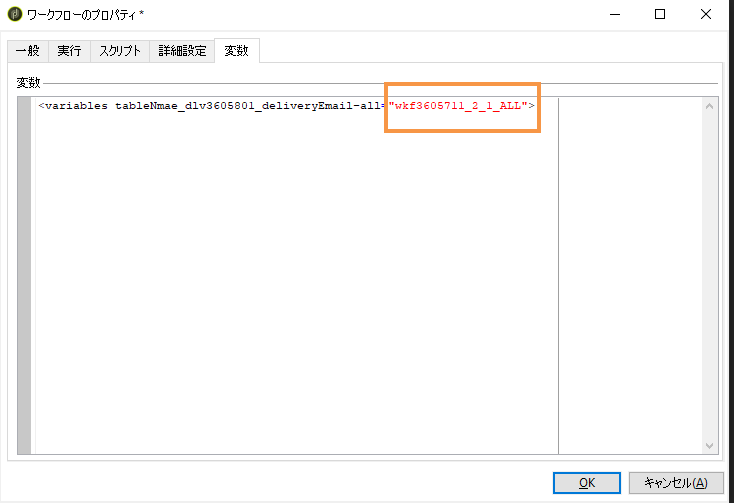 ワークフローのプロパティ *
一般 実行 スクリプト 詳細設定 変数
変数
<variables tableNmae_dlv3605801_deliveryEmail-all="wkf3605711_2_1_ALL">
OK キャンセル(A)